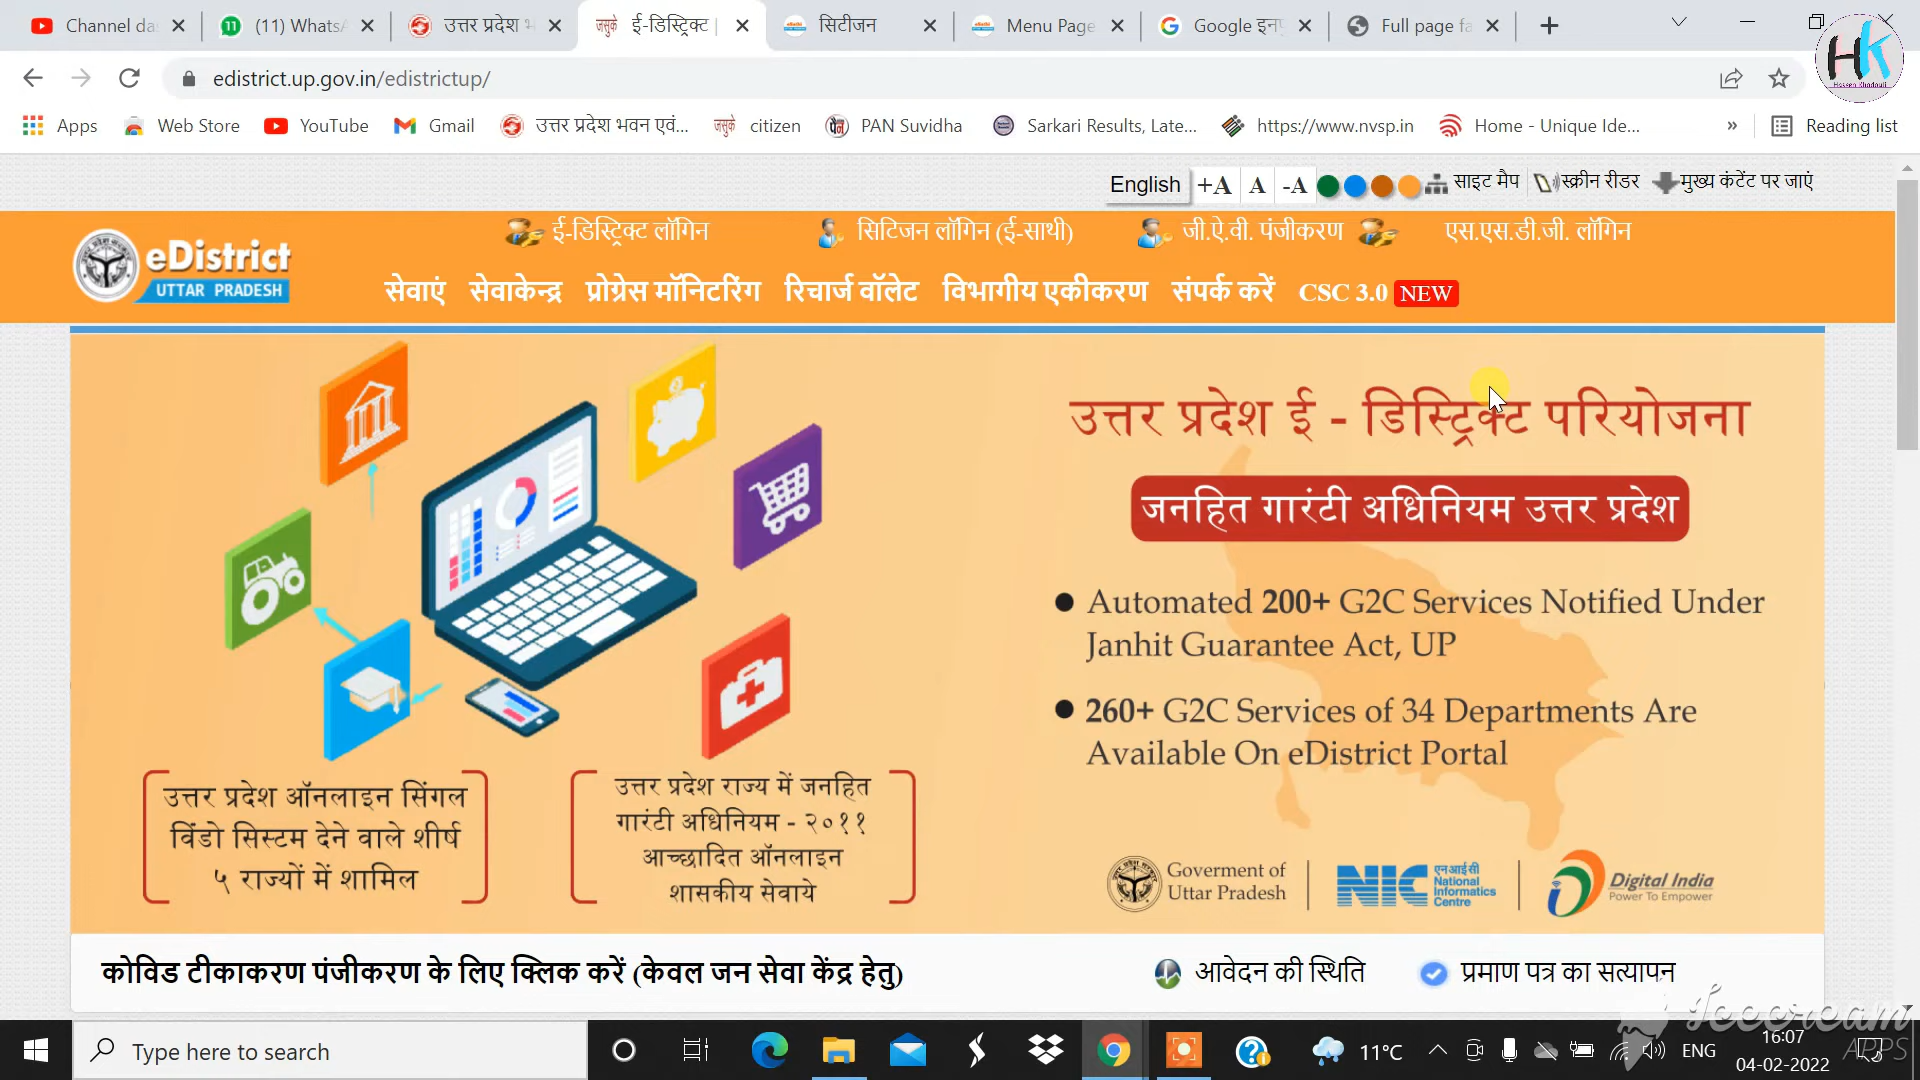 Channel da
(11) Whats
उत्तर प्रदेश
ई-डिस्ट्रिक्ट |
सिटीजन
Menu Page
Google
Full page
HK
edistrict.up.gov.in/edistrictup/
Apps
Web Store
YouTube
Gmail
उत्तर प्रदेश भवन एवं...
जसुके
citizen
PAN Suvidha
Sarkari Results, Late...
https://www.nvsp.in
Home - Unique Ide...
»
Reading list
English
+A
A
-A
साइट मैप
स्क्रीन रीडर
मुख्य कंटेंट पर जाएं
eDistrict
UTTAR PRADESH
ई-डिस्ट्रिक्ट लॉगिन
सिटिजन लॉगिन (ई-साथी)
जी.ऐ.वी. पंजीकरण
एस.एस.डी.जी. लॉगिन
सेवाएं
सेवाकेन्द्र
प्रोग्रेस मॉनिटरिंग
रिचार्ज वॉलेट
विभागीय एकीकरण
संपर्क करें
CSC 3.0 NEW
उत्तर प्रदेश ई - डिस्ट्रिक्ट परियोजना
जनहित गारंटी अधिनियम उत्तर प्रदेश
● Automated 200+ G2C Services Notified Under
Janhit Guarantee Act, UP
● 260+ G2C Services of 34 Departments Are
Available On eDistrict Portal
उत्तर प्रदेश ऑनलाइन सिंगल
विंडो सिस्टम देने वाले शीर्ष
५ राज्यों में शामिल
उत्तर प्रदेश राज्य में जनहित
गारंटी अधिनियम - २०११
आच्छादित ऑनलाइन
शासकीय सेवाये
Goverment of
Uttar Pradesh
NIC
एनआईसी
National
Informatics
Centre
Digital India
Power To Empower
कोविड टीकाकरण पंजीकरण के लिए क्लिक करें (केवल जन सेवा केंद्र हेतु)
आवेदन की स्थिति
प्रमाण पत्र का सत्यापन
Icecream
APPS
Type here to search
11°C
ENG
16:07
04-02-2022